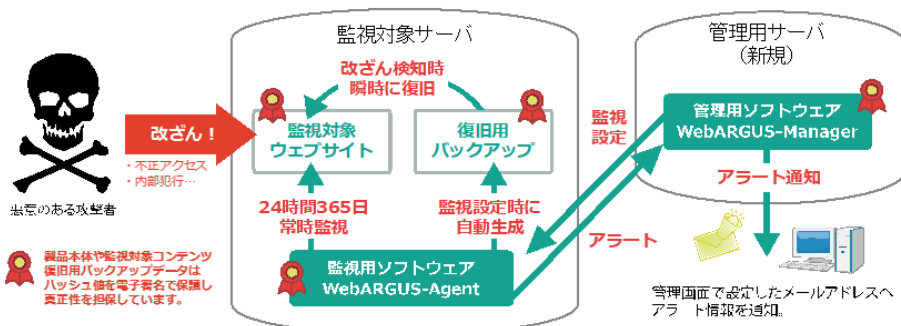 監視対象サーバ
管理用サーバ
(新規)
改ざん検知時
瞬時に復旧
改ざん！
・不正アクセス
・内部犯行…
悪意のある攻撃者
監視対象
ウェブサイト
復旧用
バックアップ
監視
設定
管理用ソフトウェア
WebARGUS-Manager
24時間365日
常時監視
監視設定時に
自動生成
アラート
アラート通知
監視用ソフトウェア
WebARGUS-Agent
製品本体や監視対象コンテンツ
復旧用バックアップデータは
ハッシュ値を電子署名で保護し
真正性を担保しています。
管理画面で設定したメールアドレスへ
アラート情報を通知。